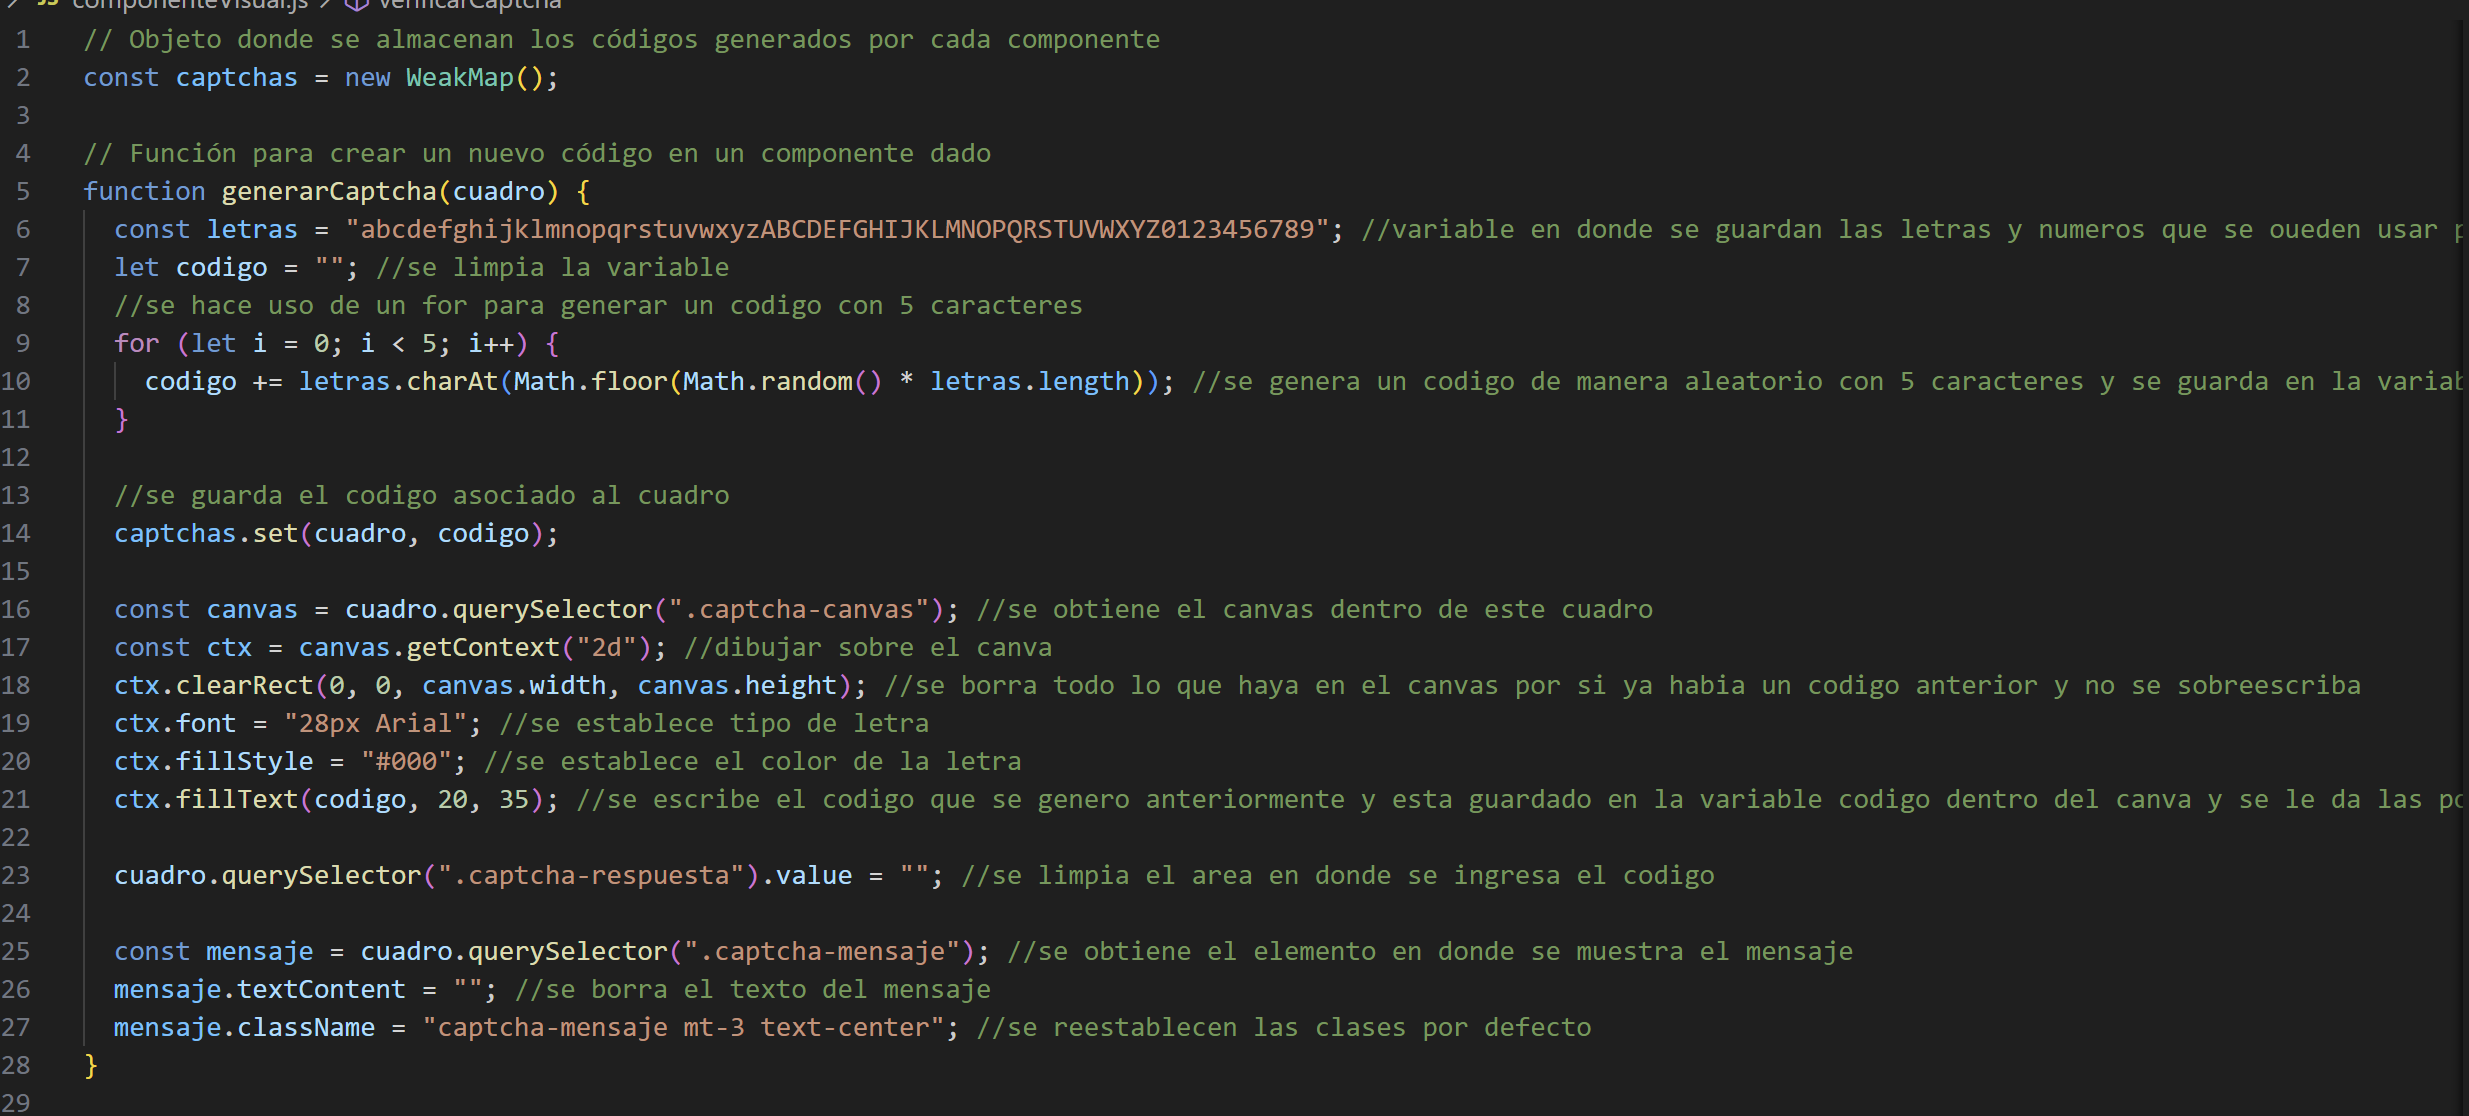 JS componenteVisual.js > verificarCaptcha
1 // Objeto donde se almacenan los códigos generados por cada componente
2 const captchas = new WeakMap();
3
4 // Función para crear un nuevo código en un componente dado
5 function generarCaptcha(cuadro) {
6 const letras = "abcdefghijklmnopqrstuvwxyzABCDEFGHIJKLMNOPQRSTUVWXYZ0123456789"; //variable en donde se guardan las letras y numeros que se oueden usar p
7 let codigo = ""; //se limpia la variable
8 //se hace uso de un for para generar un codigo con 5 caracteres
9 for (let i = 0; i < 5; i++) {
10 codigo += letras.charAt(Math.floor(Math.random() * letras.length)); //se genera un codigo de manera aleatorio con 5 caracteres y se guarda en la variab
11 }
12
13 //se guarda el codigo asociado al cuadro
14 captchas.set(cuadro, codigo);
15
16 const canvas = cuadro.querySelector(".captcha-canvas"); //se obtiene el canvas dentro de este cuadro
17 const ctx = canvas.getContext("2d"); //dibujar sobre el canva
18 ctx.clearRect(0, 0, canvas.width, canvas.height); //se borra todo lo que haya en el canvas por si ya habia un codigo anterior y no se sobreescriba
19 ctx.font = "28px Arial"; //se establece tipo de letra
20 ctx.fillStyle = "#000"; //se establece el color de la letra
21 ctx.fillText(codigo, 20, 35); //se escribe el codigo que se genero anteriormente y esta guardado en la variable codigo dentro del canva y se le da las po
22
23 cuadro.querySelector(".captcha-respuesta").value = ""; //se limpia el area en donde se ingresa el codigo
24
25 const mensaje = cuadro.querySelector(".captcha-mensaje"); //se obtiene el elemento en donde se muestra el mensaje
26 mensaje.textContent = ""; //se borra el texto del mensaje
27 mensaje.className = "captcha-mensaje mt-3 text-center"; //se reestablecen las clases por defecto
28 }
29